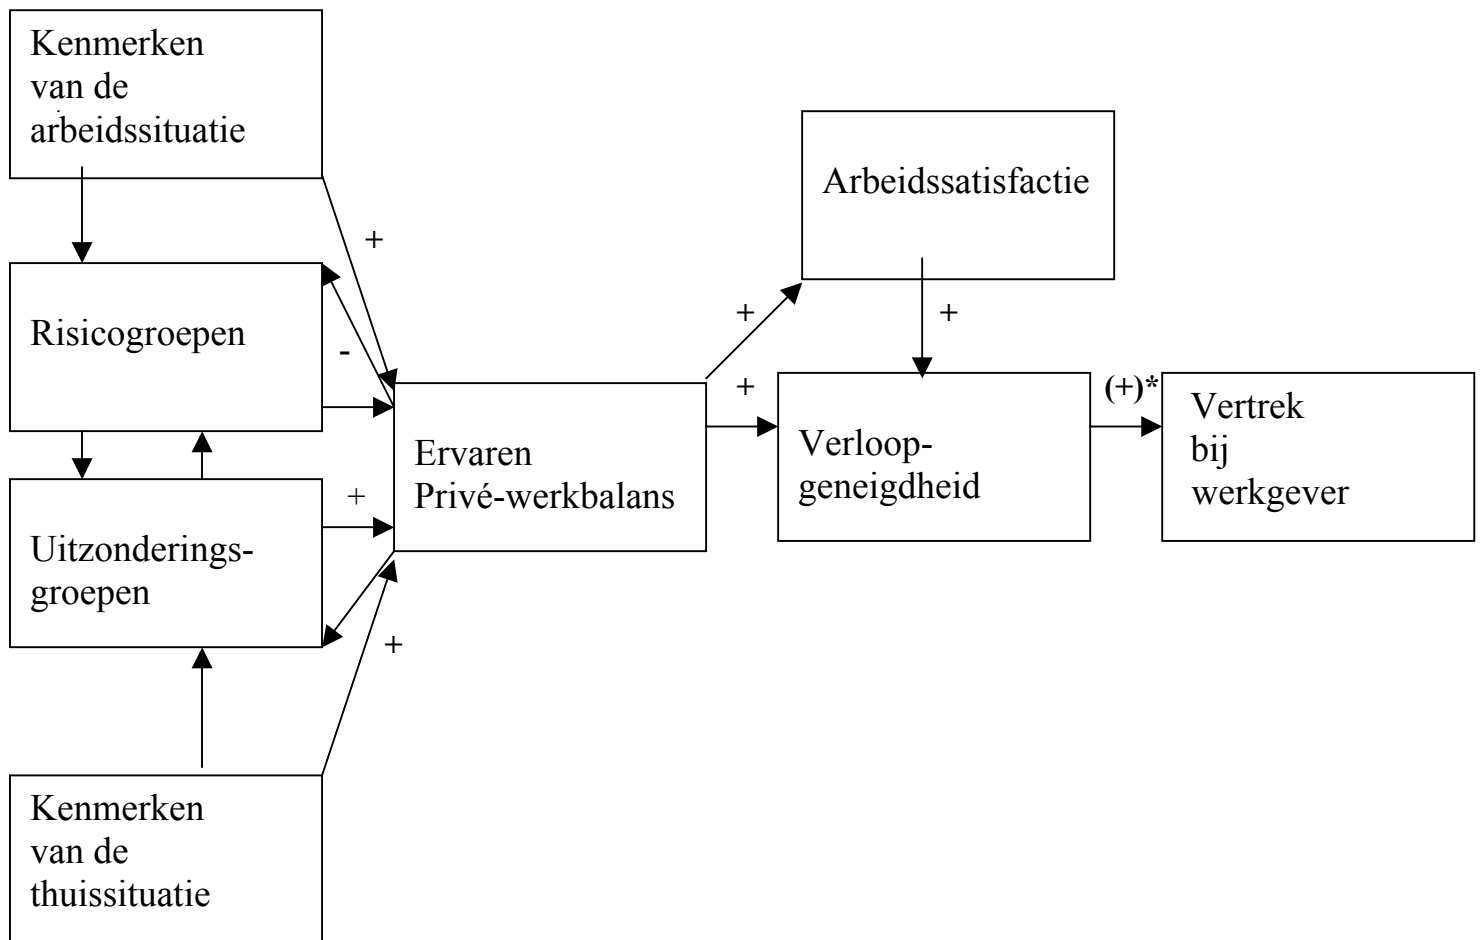 Kenmerken
van de
arbeidssituatie
+
Risicogroepen
-
Uitzonderings-
groepen
+
+
Kenmerken
van de
thuissituatie
Ervaren
Privé-werkbalans
+
+
Arbeidssatisfactie
+
Verloop-
geneigdheid
(+)*
Vertrek
bij
werkgever